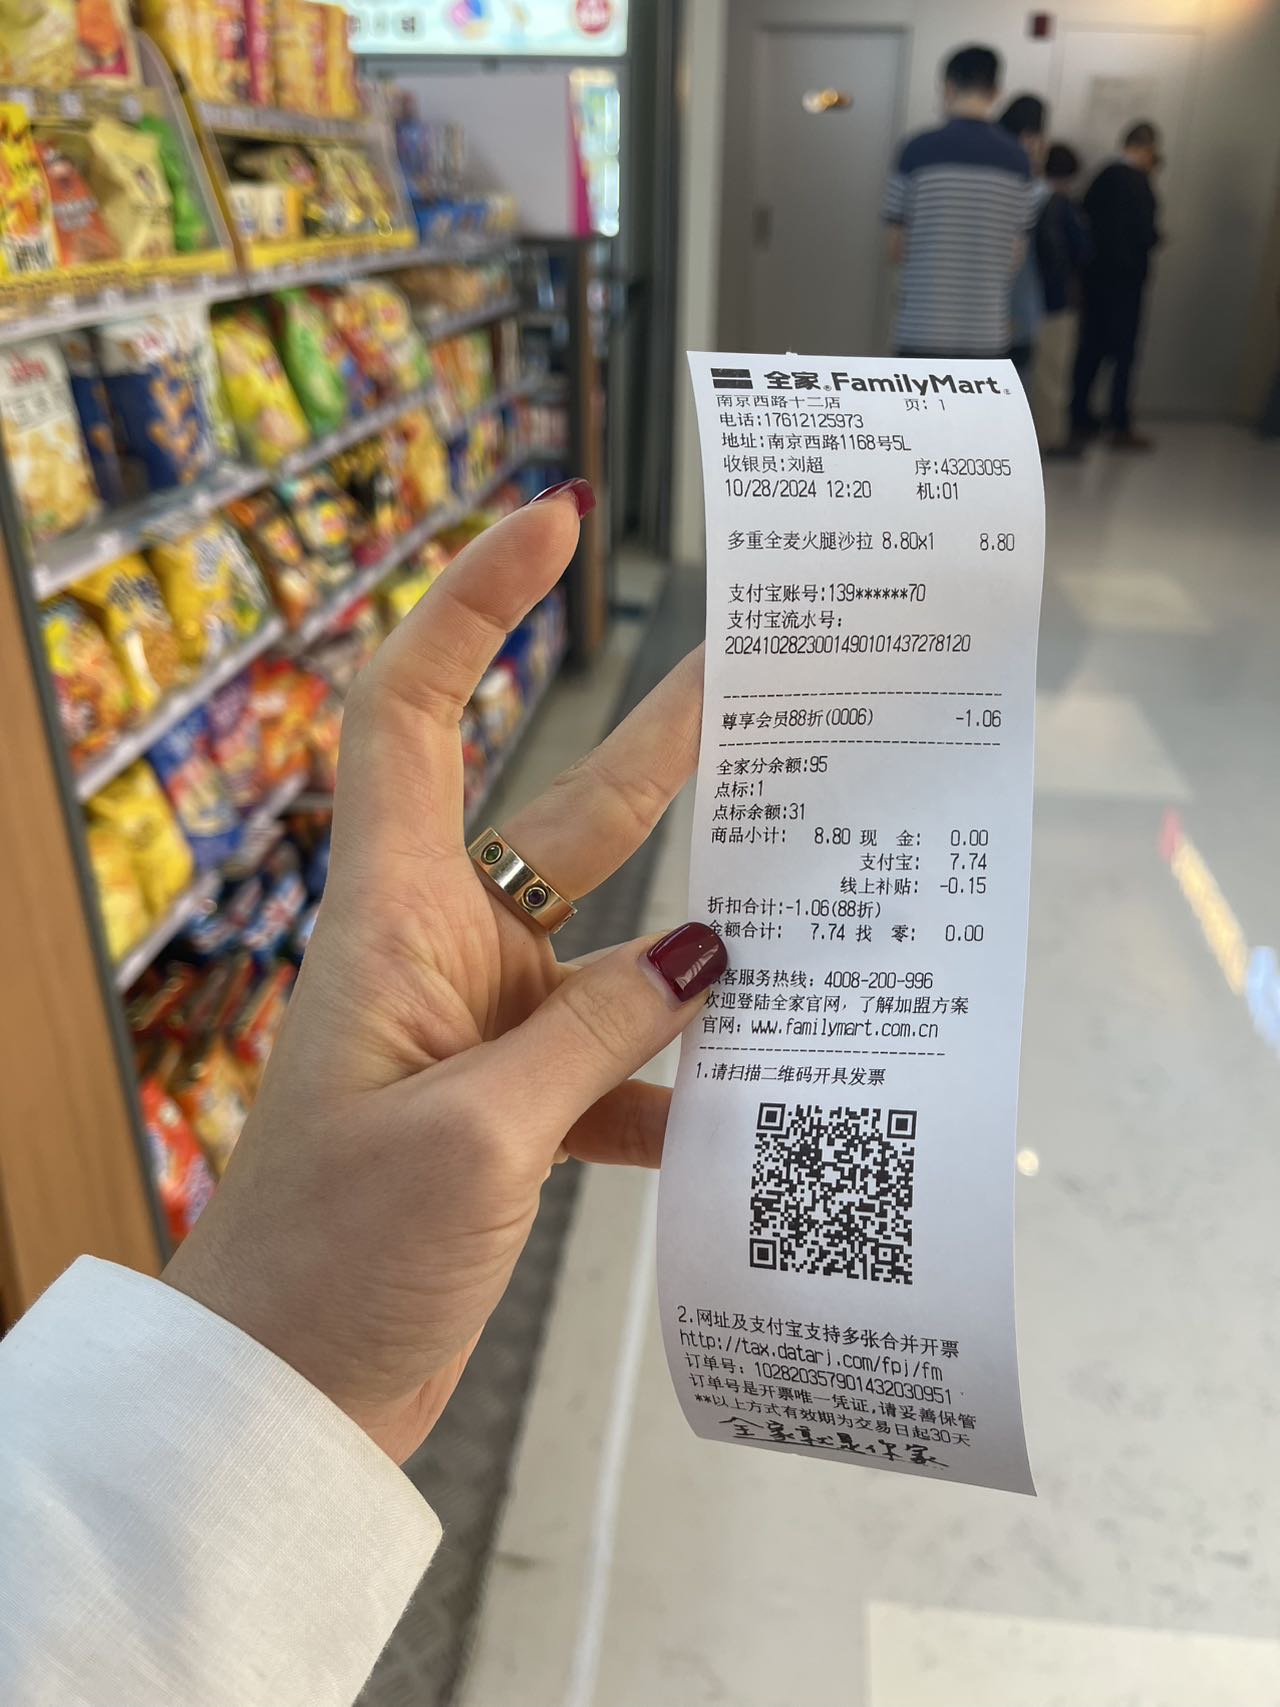 全家®FamilyMart®
南京西路十二店 页: 1
电话:17612125973
地址:南京西路1168号5L
收银员:刘超 序:43203095
10/28/2024 12:20 机:01
多重全麦火腿沙拉 8.80x1 8.80
支付宝账号:139******70
支付宝流水号:
2024102823001490101437278120
尊享会员88折(0006) -1.06
全家分余额:95
点标:1
点标余额:31
商品小计: 8.80 现 金: 0.00
支付宝: 7.74
线上补贴: -0.15
折扣合计:-1.06(88折)
金额合计: 7.74 找 零: 0.00
客服务热线: 4008-200-996
欢迎登陆全家官网, 了解加盟方案
官网: www.familymart.com.cn
1.请扫描二维码开具发票
2.网址及支付宝支持多张合并开票
http://tax.datarj.com/fpj/fm
订单号: 102820357901432030951
订单号是开票唯一凭证,请妥善保管
**以上方式有效期为交易日起30天
全家就是你家